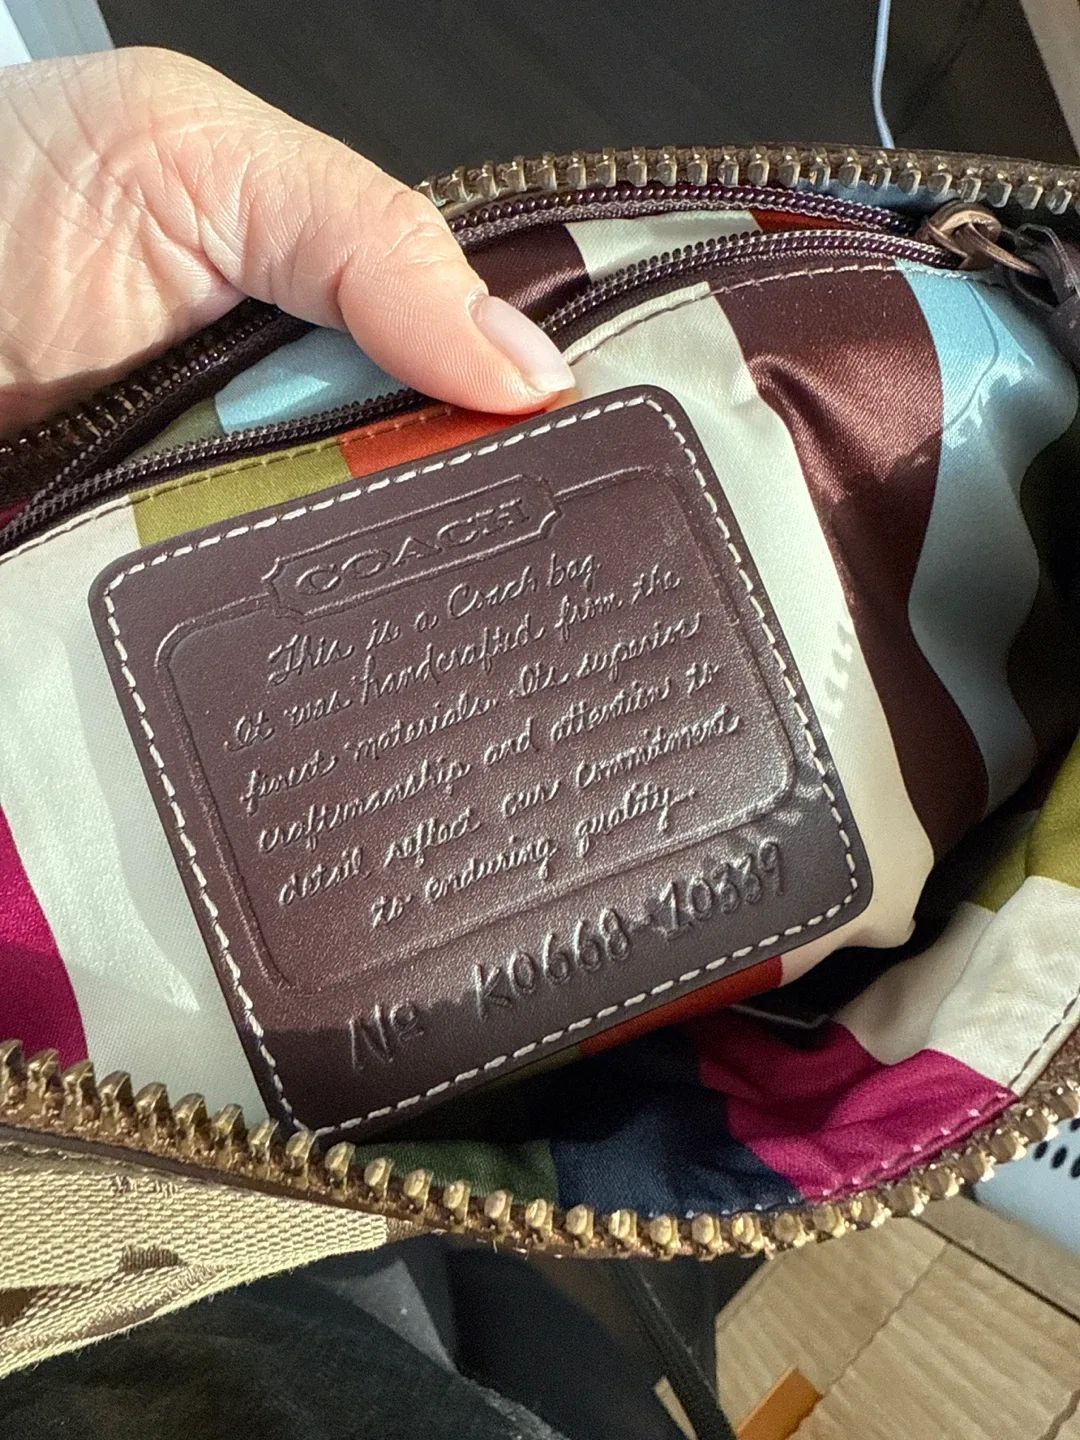 COACH
This is a Coach bag
It was handcrafted from the
finest materials. Its superior
craftsmanship and attention to
detail reflect our commitment
to enduring quality.
No K0668-10339